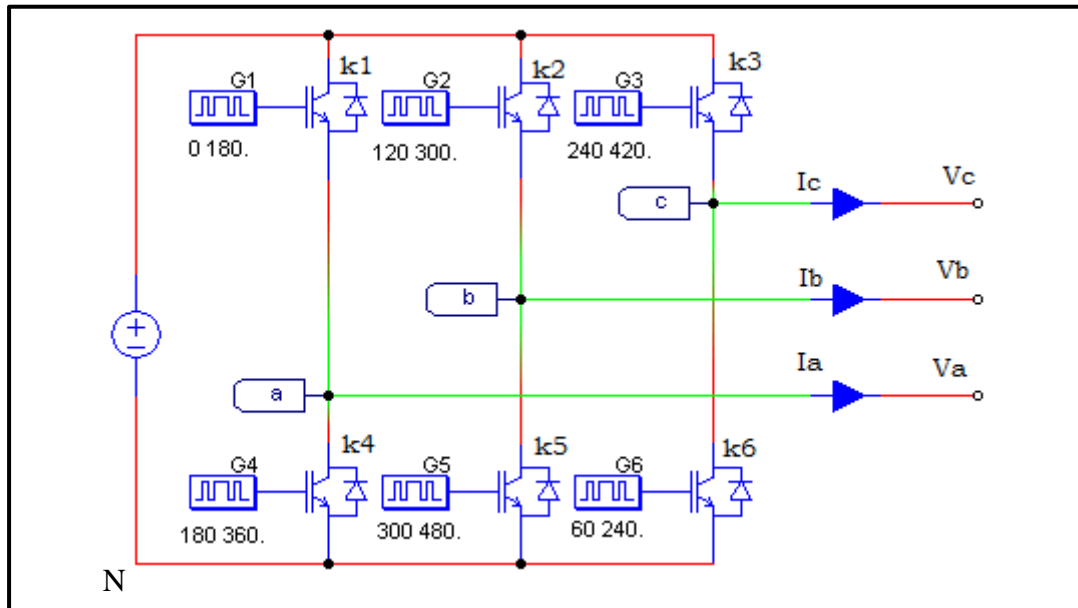 k1
k2
k3
G1
G2
G3
0 180.
120 300.
240 420.
c
Ic
Vc
b
Ib
Vb
+
−
a
Ia
Va
k4
k5
k6
G4
G5
G6
180 360.
300 480.
60 240.
N